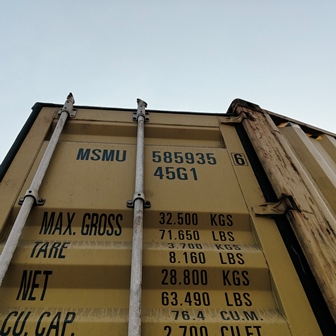 MSMU 585935 6
45G1
MAX. GROSS 32.500 KGS
71.650 LBS
TARE 3.700 KGS
8.160 LBS
NET 28.800 KGS
63.490 LBS
CU. CAP. 76.4 CU.M.
2.700 CU.FT